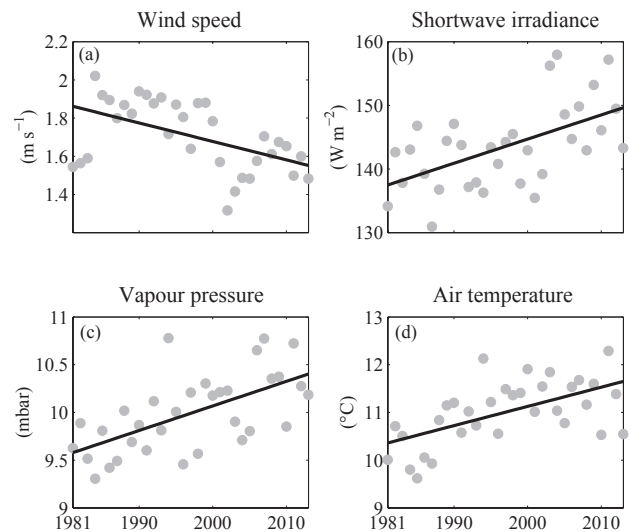 Wind speed
(a)
2.2
2
1.8
1.6
1.4
(m s⁻¹)
Shortwave irradiance
(b)
160
150
140
130
(W m⁻²)
Vapour pressure
(c)
11
10.5
10
9.5
9
(mbar)
1981 1990 2000 2010
Air temperature
(d)
13
12
11
10
9
(°C)
1981 1990 2000 2010